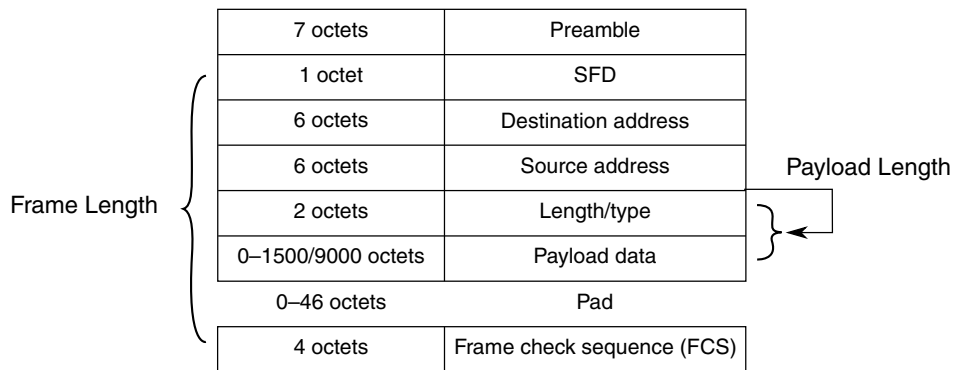 7 octets Preamble
1 octet SFD
6 octets Destination address
6 octets Source address
Payload Length
Frame Length
2 octets Length/type
0–1500/9000 octets Payload data
0–46 octets Pad
4 octets Frame check sequence (FCS)